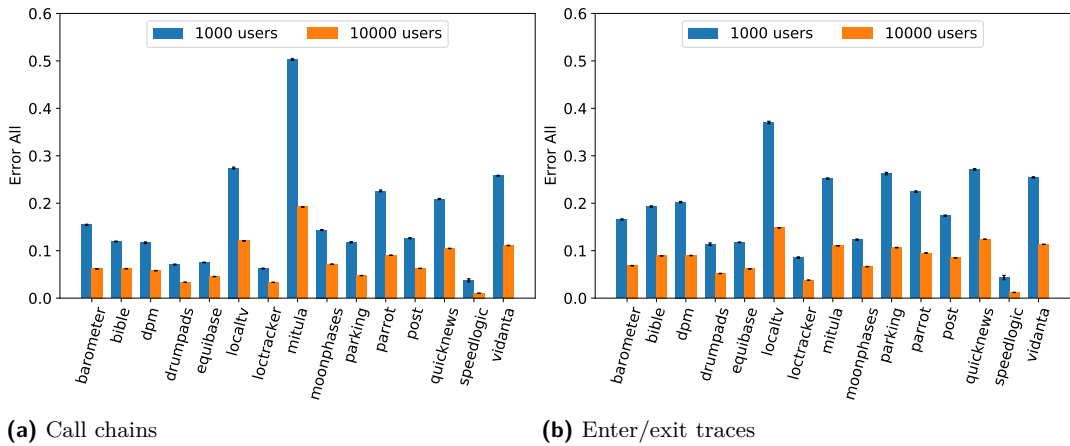 0.6
0.5
0.4
0.3
0.2
0.1
0.0
Error All
1000 users
10000 users
barometer
bible
dpm
drumpads
equibase
localtv
loctracker
mitula
moonphases
parking
parrot
post
quicknews
speedlogic
vidanta
(a) Call chains
0.6
0.5
0.4
0.3
0.2
0.1
0.0
Error All
1000 users
10000 users
barometer
bible
dpm
drumpads
equibase
localtv
loctracker
mitula
moonphases
parking
parrot
post
quicknews
speedlogic
vidanta
(b) Enter/exit traces